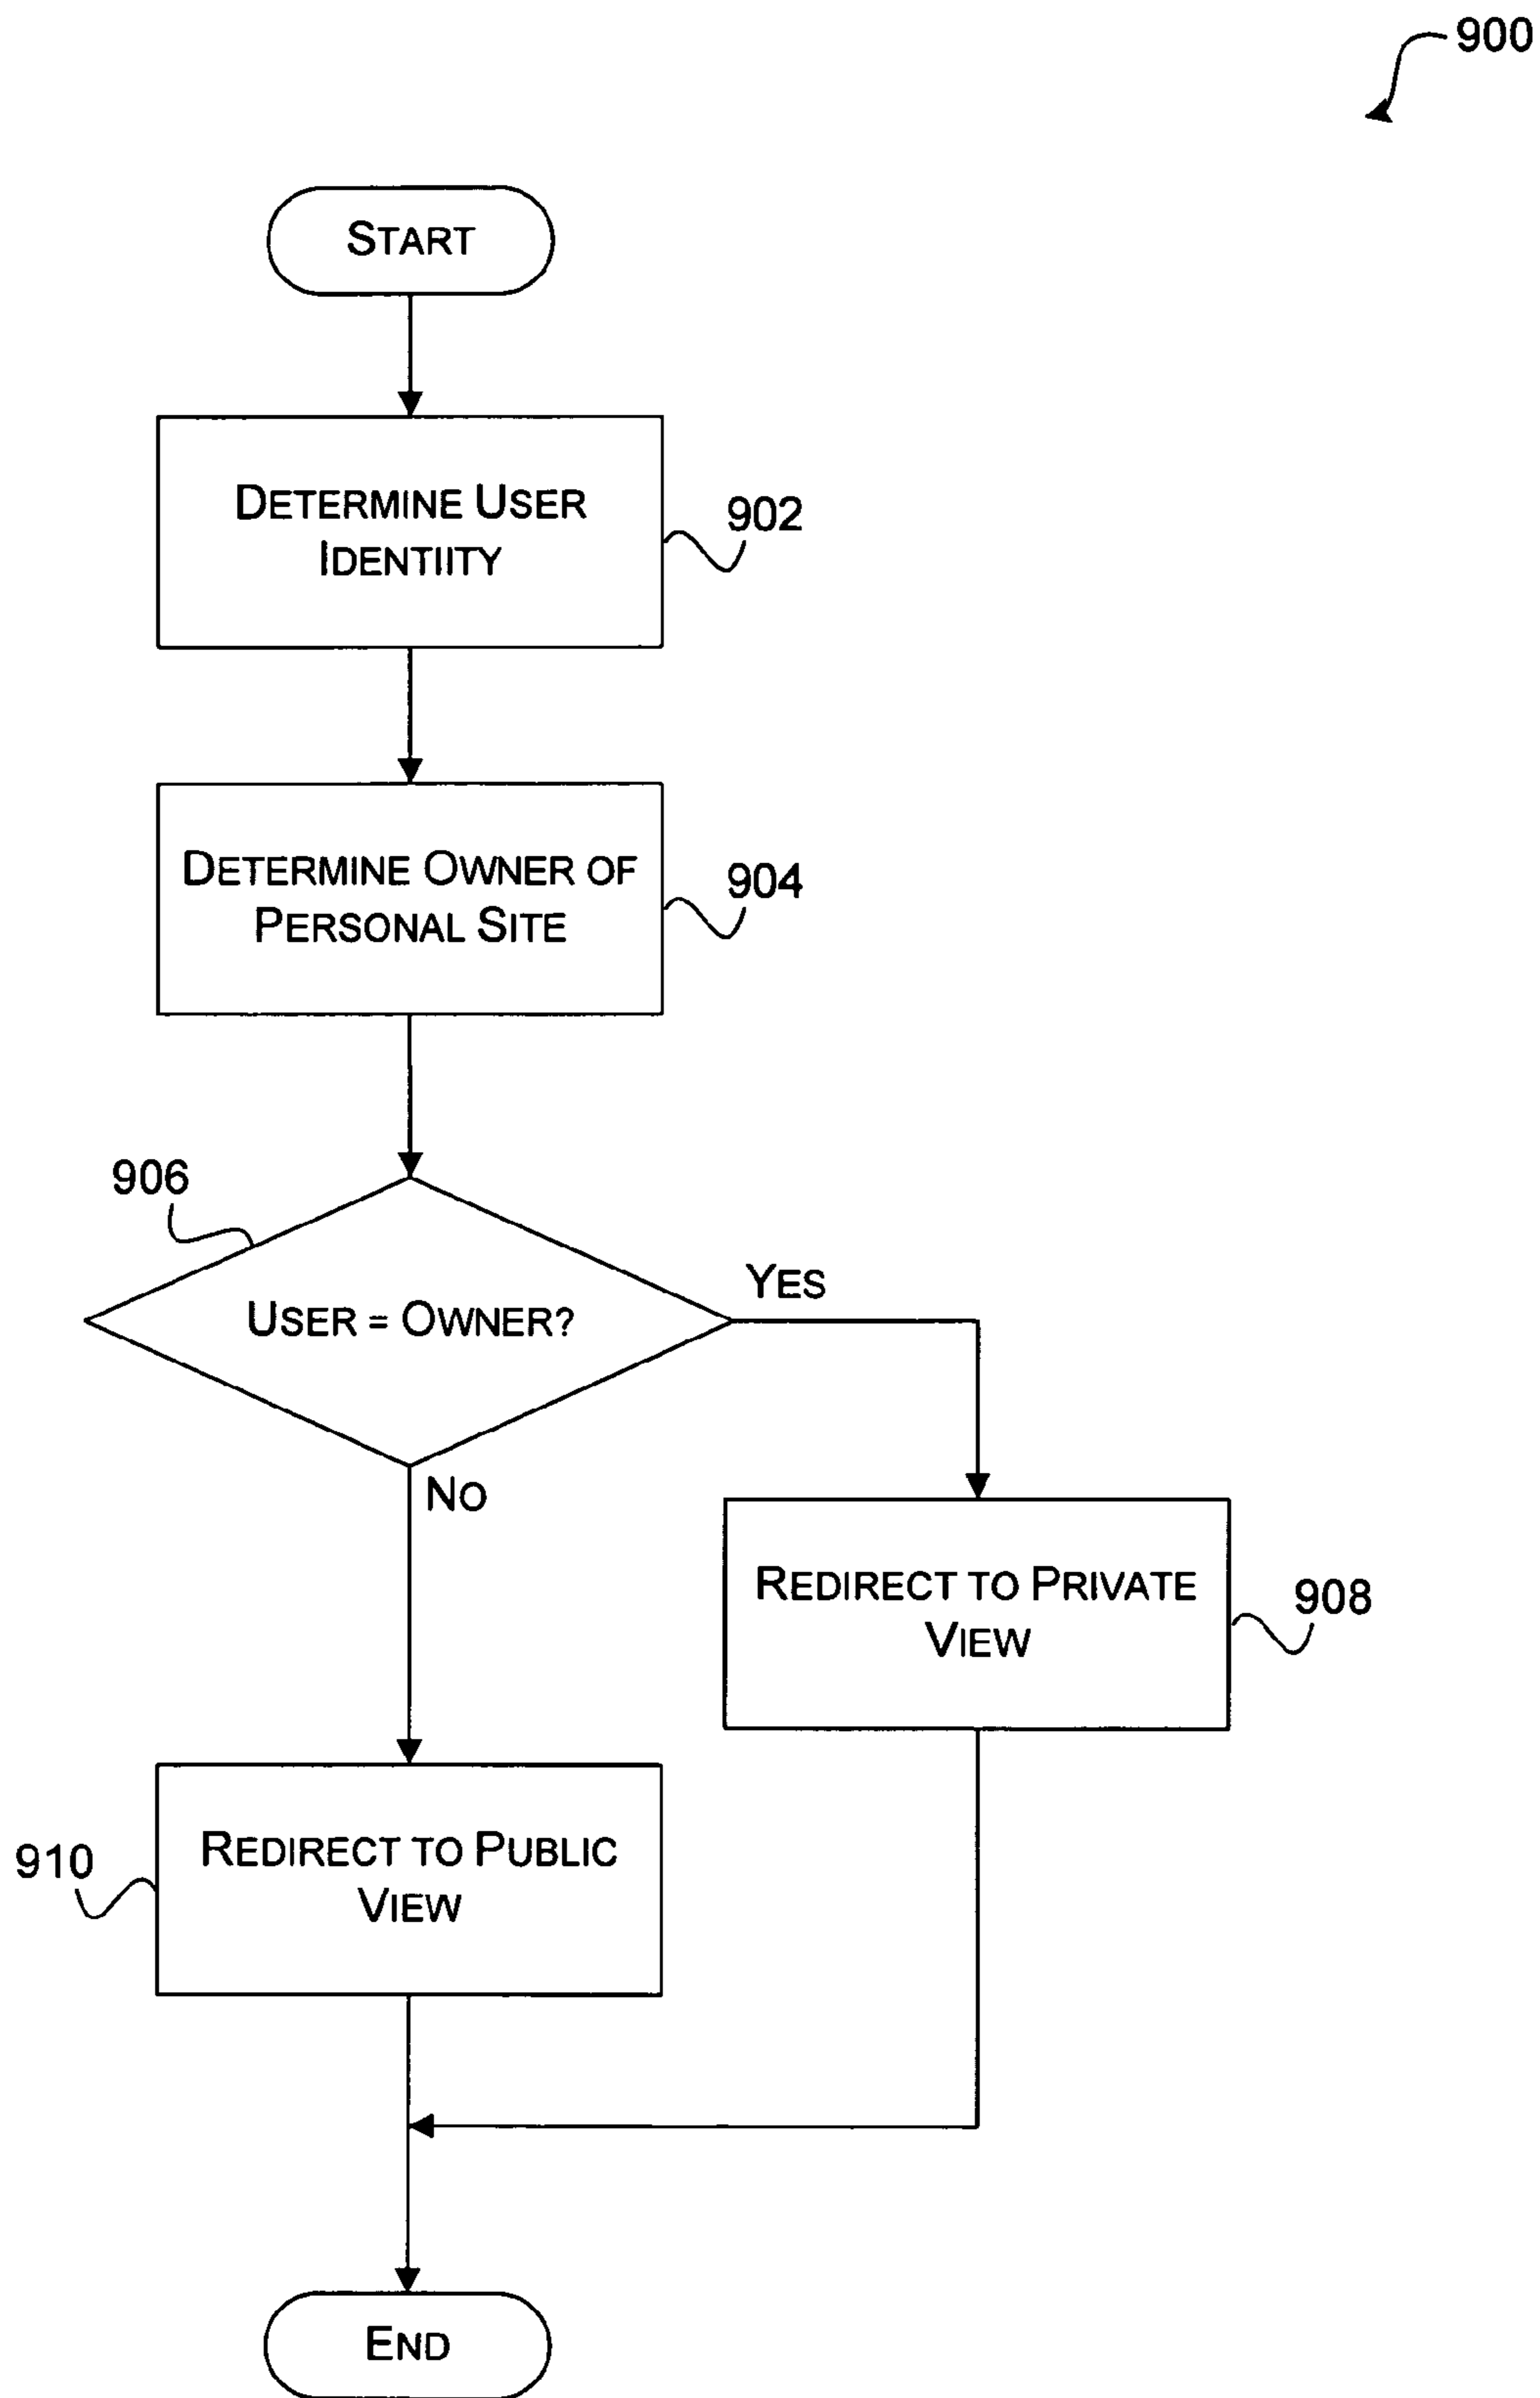 900
START
DETERMINE USER
IDENTIITY
902
DETERMINE OWNER OF
PERSONAL SITE
904
906
USER = OWNER?
YES
NO
REDIRECT TO PRIVATE
VIEW
908
REDIRECT TO PUBLIC
VIEW
910
END